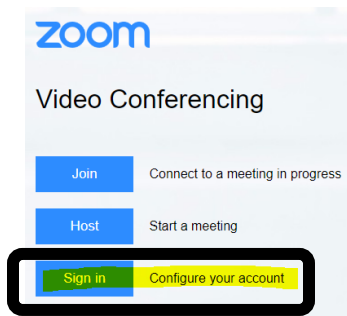 zoom
Video Conferencing
Join Connect to a meeting in progress
Host Start a meeting
Sign in Configure your account